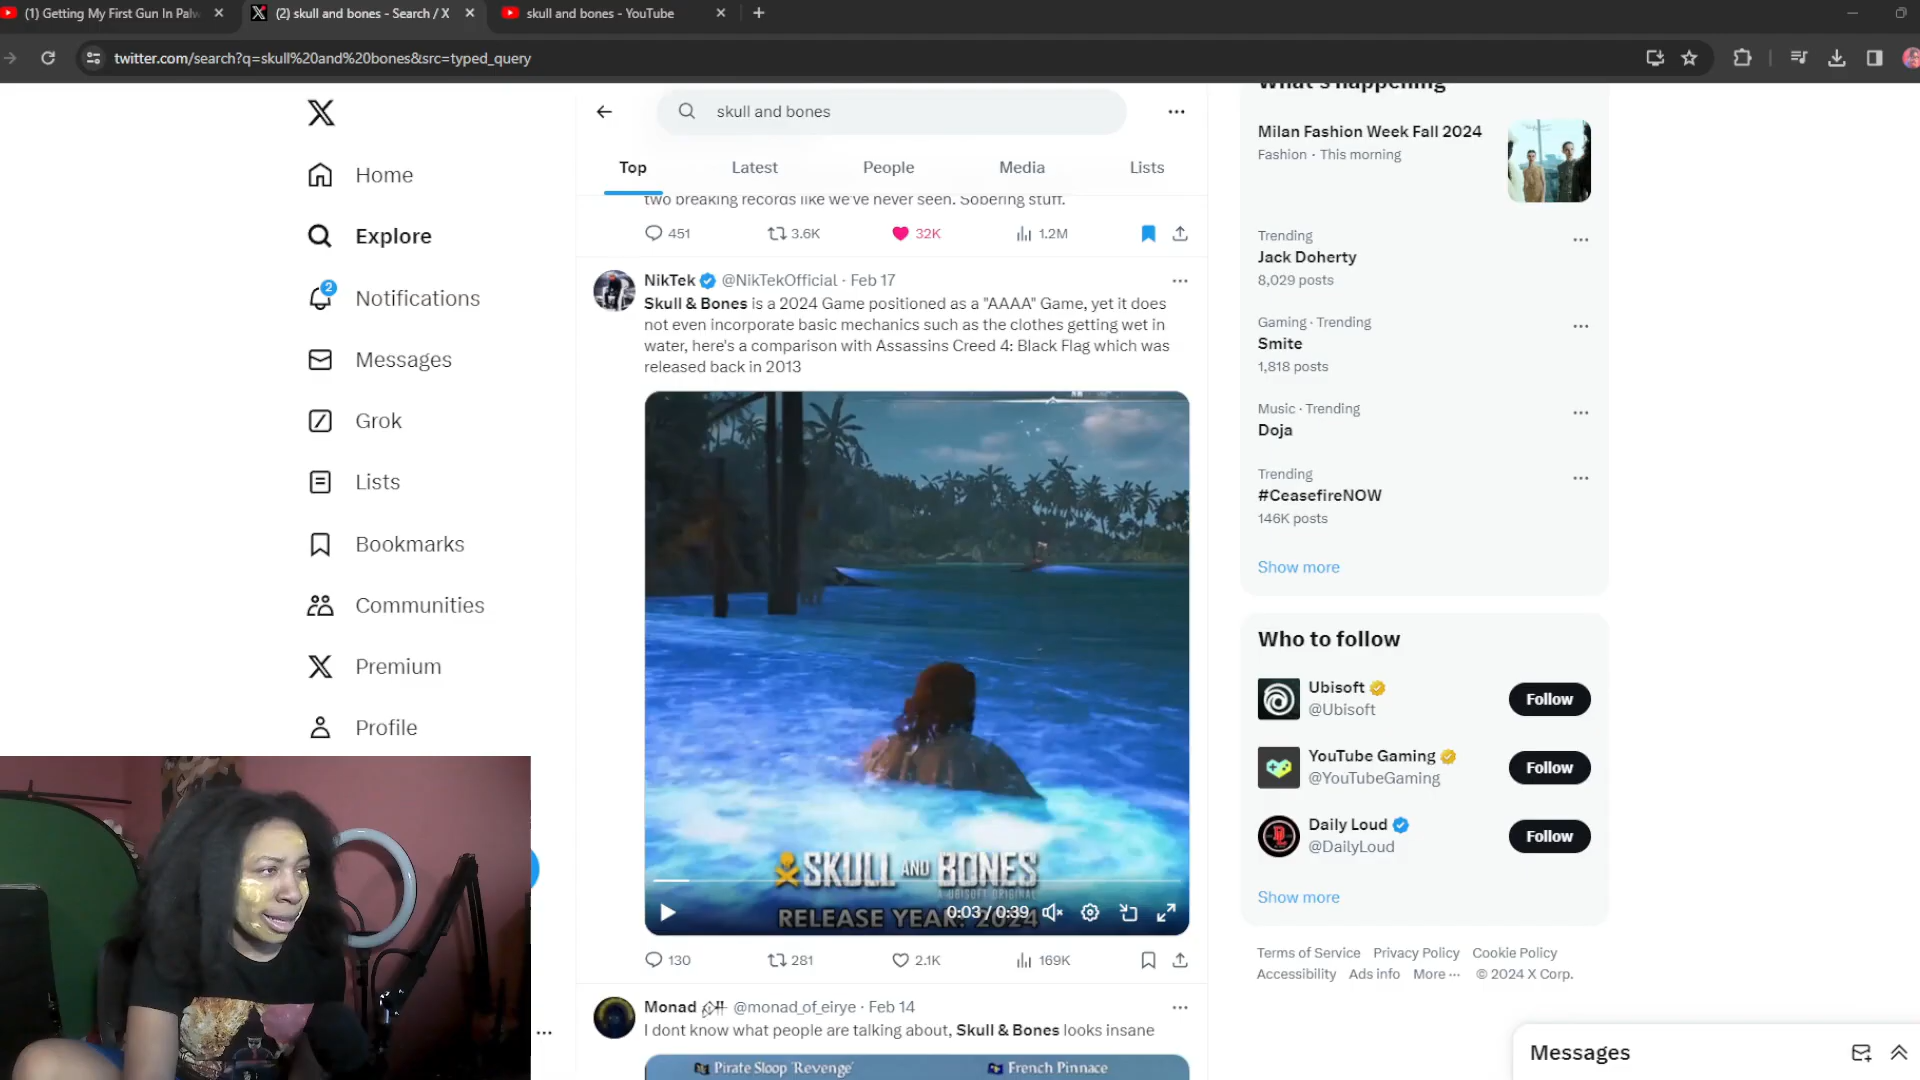 (1) Getting My First Gun In Palw
(2) skull and bones - Search / X
skull and bones - YouTube
twitter.com/search?q=skull%20and%20bones&src=typed_query
Home
Explore
2
Notifications
Messages
Grok
Lists
Bookmarks
Communities
Premium
Profile
skull and bones
Top
Latest
People
Media
Lists
two breaking records like we've never seen. Sobering stuff.
451
3.6K
32K
1.2M
NikTek @NikTekOfficial · Feb 17
Skull & Bones is a 2024 Game positioned as a "AAAA" Game, yet it does
not even incorporate basic mechanics such as the clothes getting wet in
water, here's a comparison with Assassins Creed 4: Black Flag which was
released back in 2013
SKULL AND BONES
A UBISOFT ORIGINAL
RELEASE YEAR: 2024
0:03 / 0:39
130
281
2.1K
169K
Monad @monad_of_eirye · Feb 14
I dont know what people are talking about, Skull & Bones looks insane
Pirate Sloop 'Revenge'
French Pinnace
What's happening
Milan Fashion Week Fall 2024
Fashion · This morning
Trending
Jack Doherty
8,029 posts
Gaming · Trending
Smite
1,818 posts
Music · Trending
Doja
Trending
#CeasefireNOW
146K posts
Show more
Who to follow
Ubisoft
@Ubisoft
Follow
YouTube Gaming
@YouTubeGaming
Follow
Daily Loud
@DailyLoud
Follow
Show more
Terms of Service Privacy Policy Cookie Policy
Accessibility Ads info More ··· © 2024 X Corp.
Messages